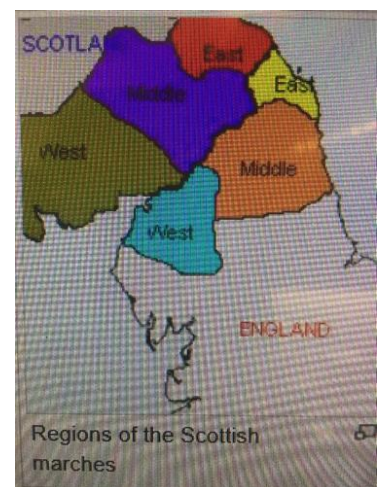 SCOTLA
East
East
Middle
West
Middle
West
ENGLAND
Regions of the Scottish
marches